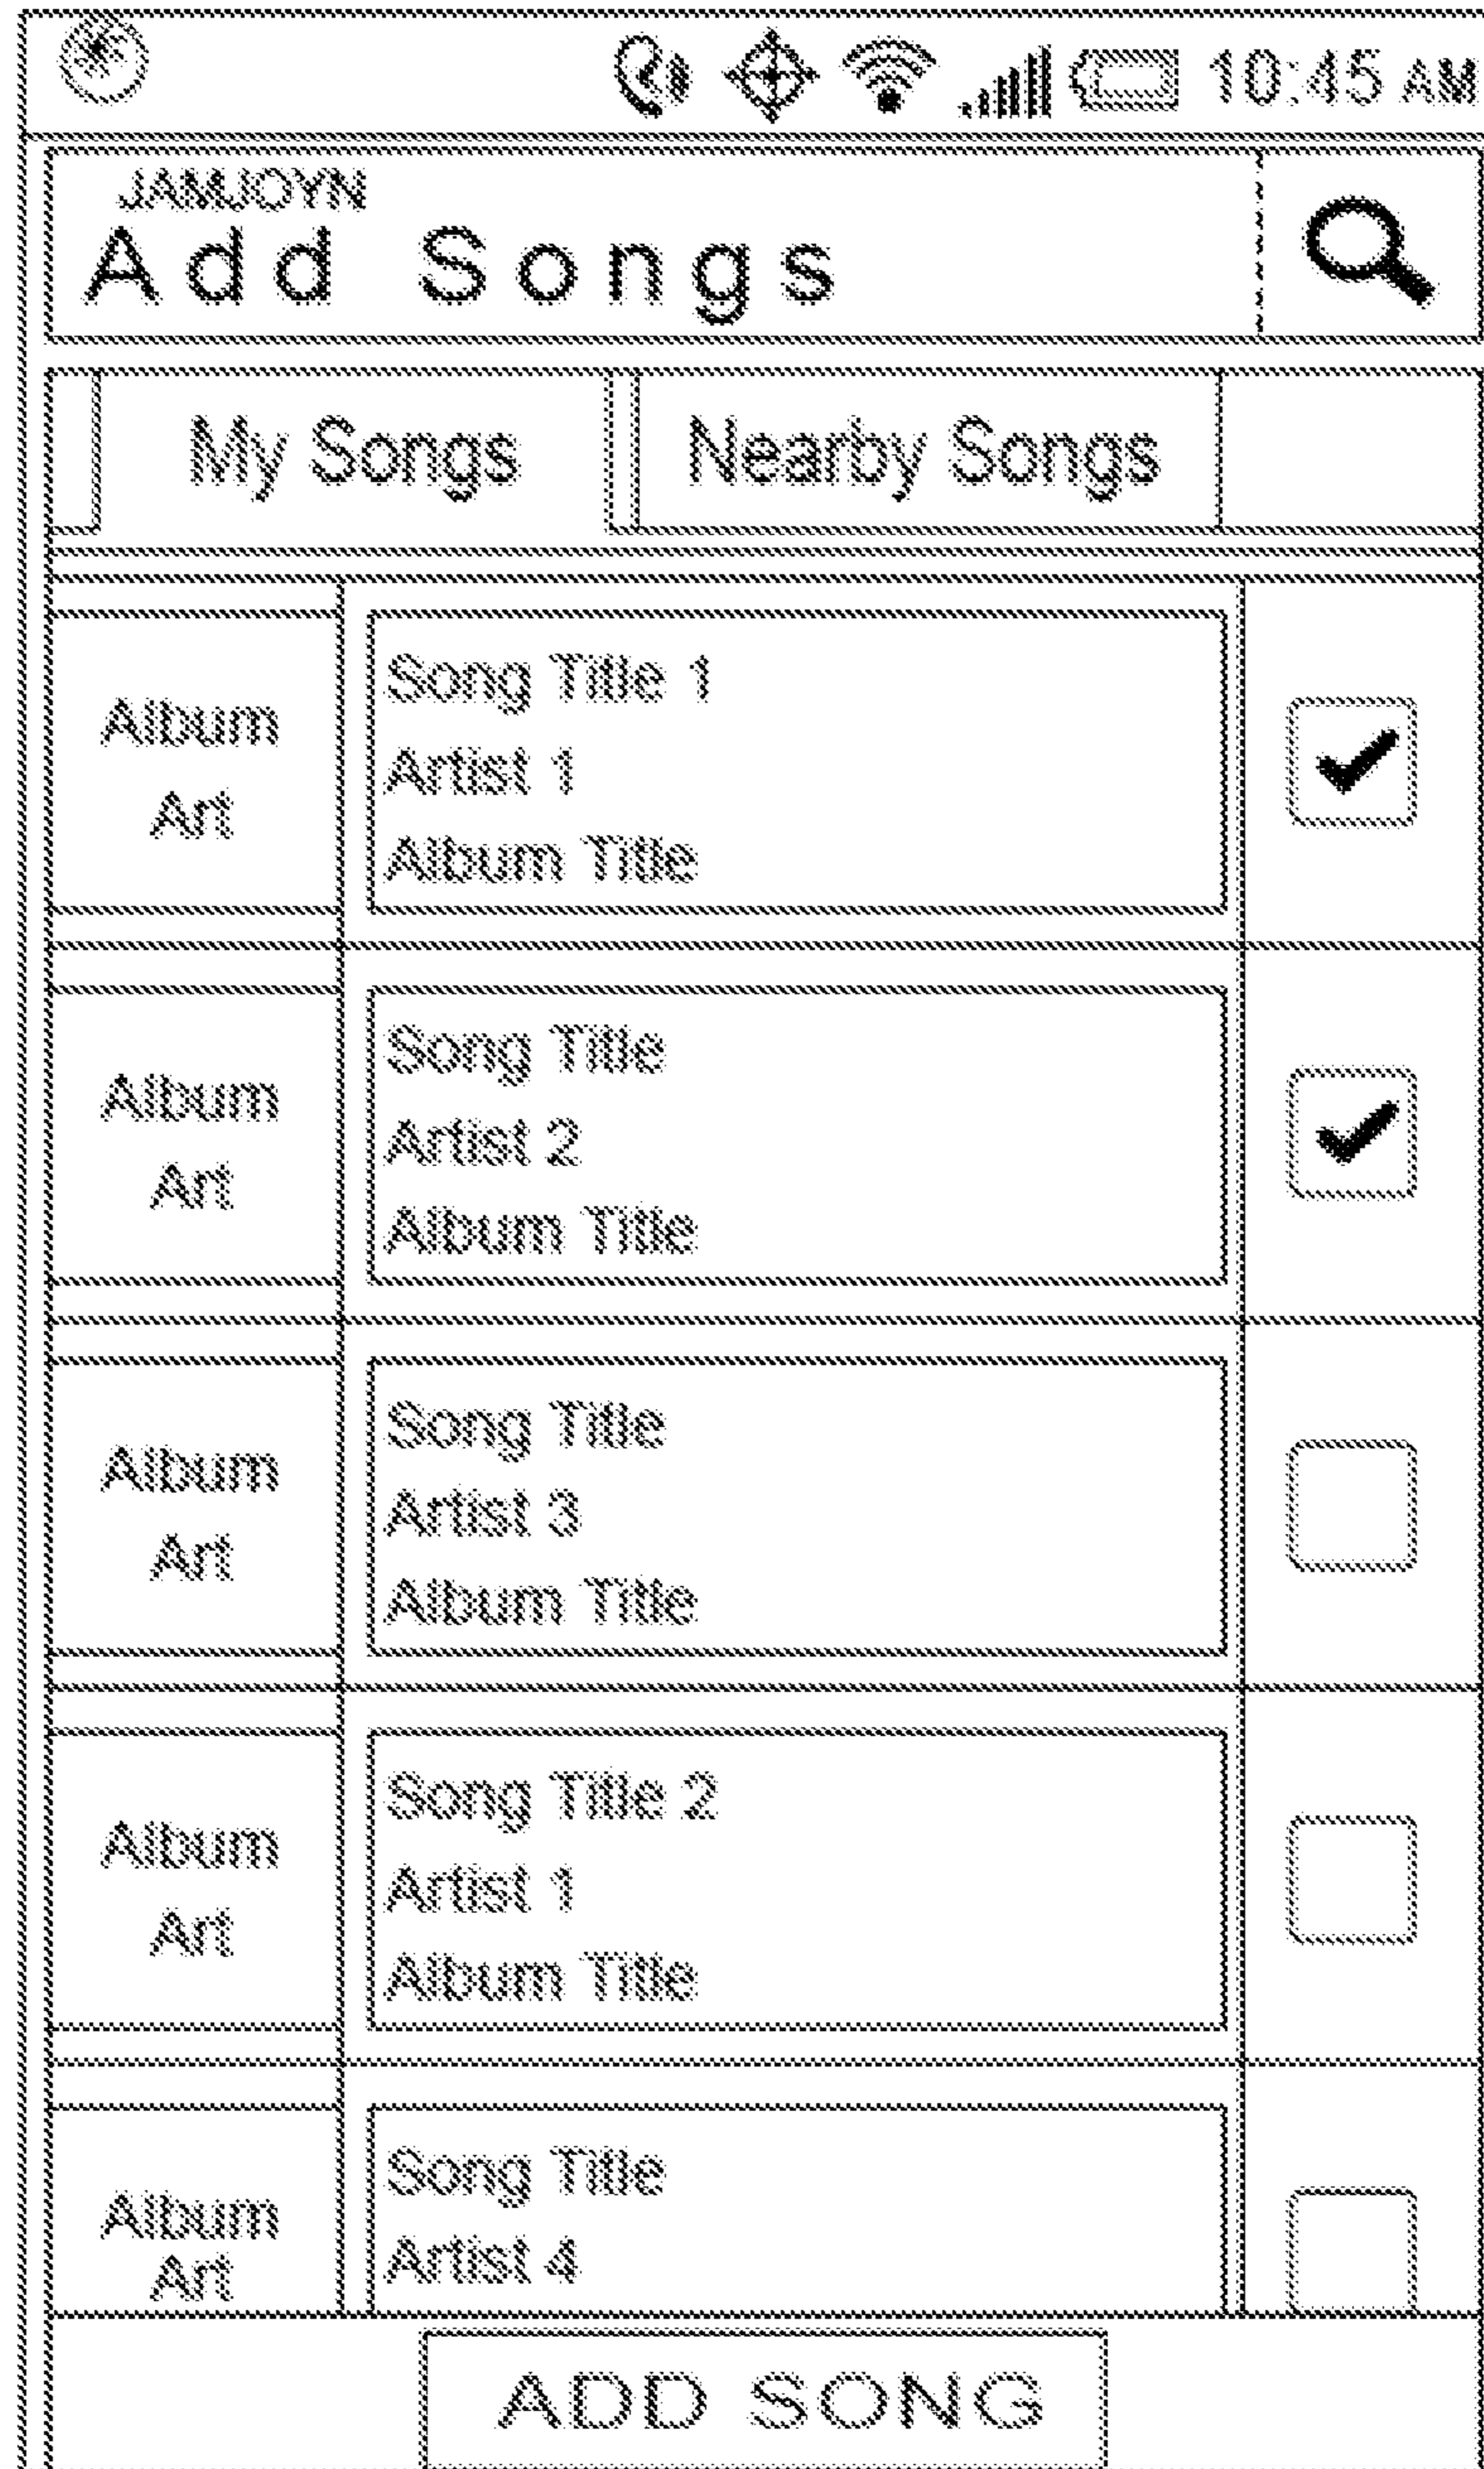 10:45 AM
JAMJOYN
Add Songs
My Songs
Nearby Songs
Album
Art
Song Title 1
Artist 1
Album Title
Album
Art
Song Title
Artist 2
Album Title
Album
Art
Song Title
Artist 3
Album Title
Album
Art
Song Title 2
Artist 1
Album Title
Album
Art
Song Title
Artist 4
ADD SONG